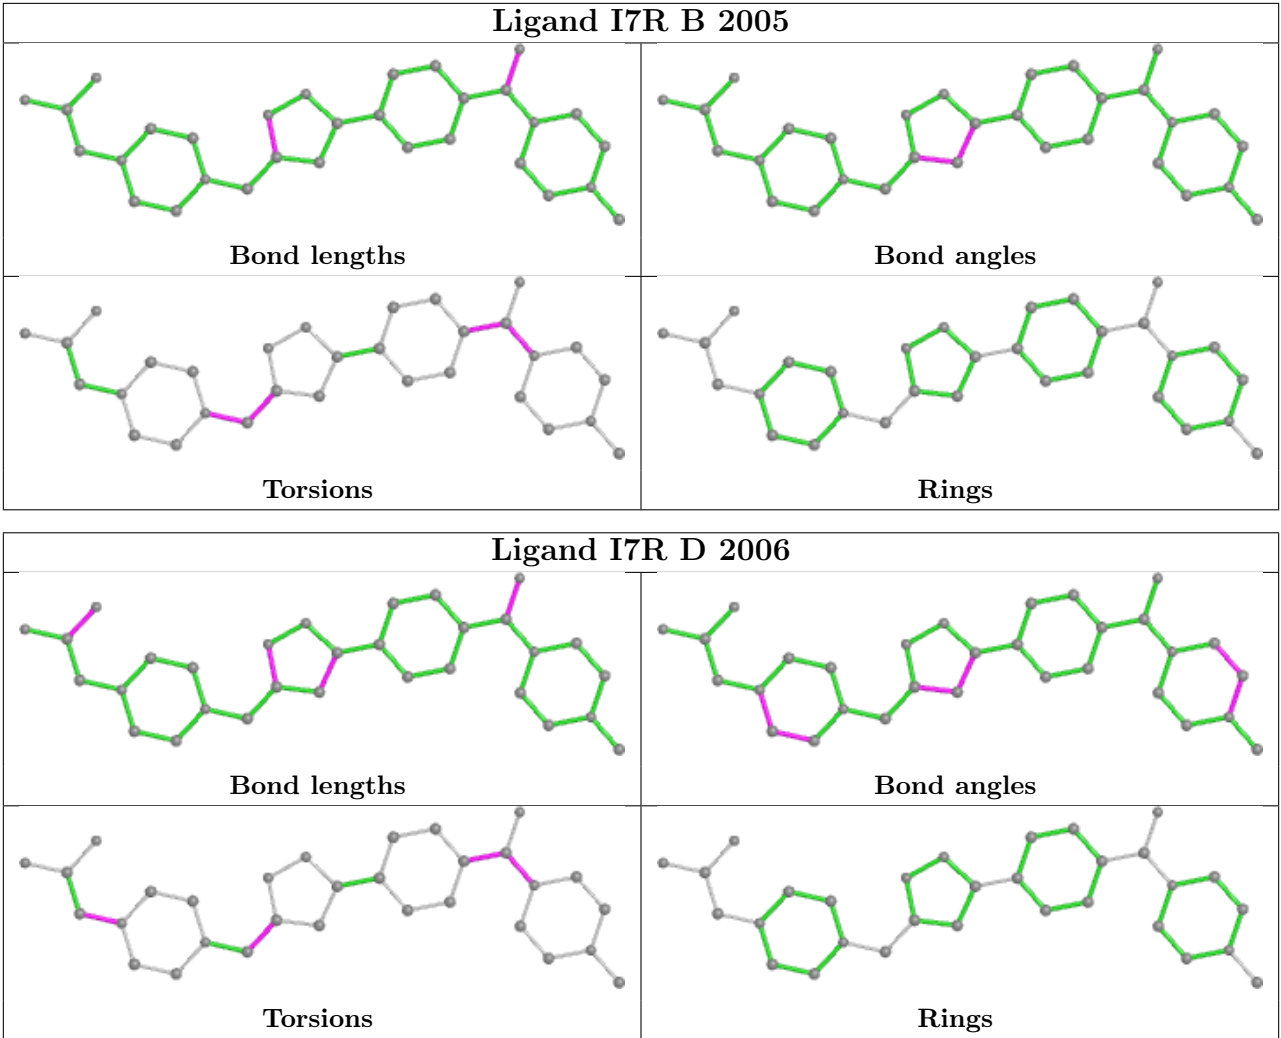 Ligand I7R B 2005
Bond lengths
Bond angles
Torsions
Rings
Ligand I7R D 2006
Bond lengths
Bond angles
Torsions
Rings